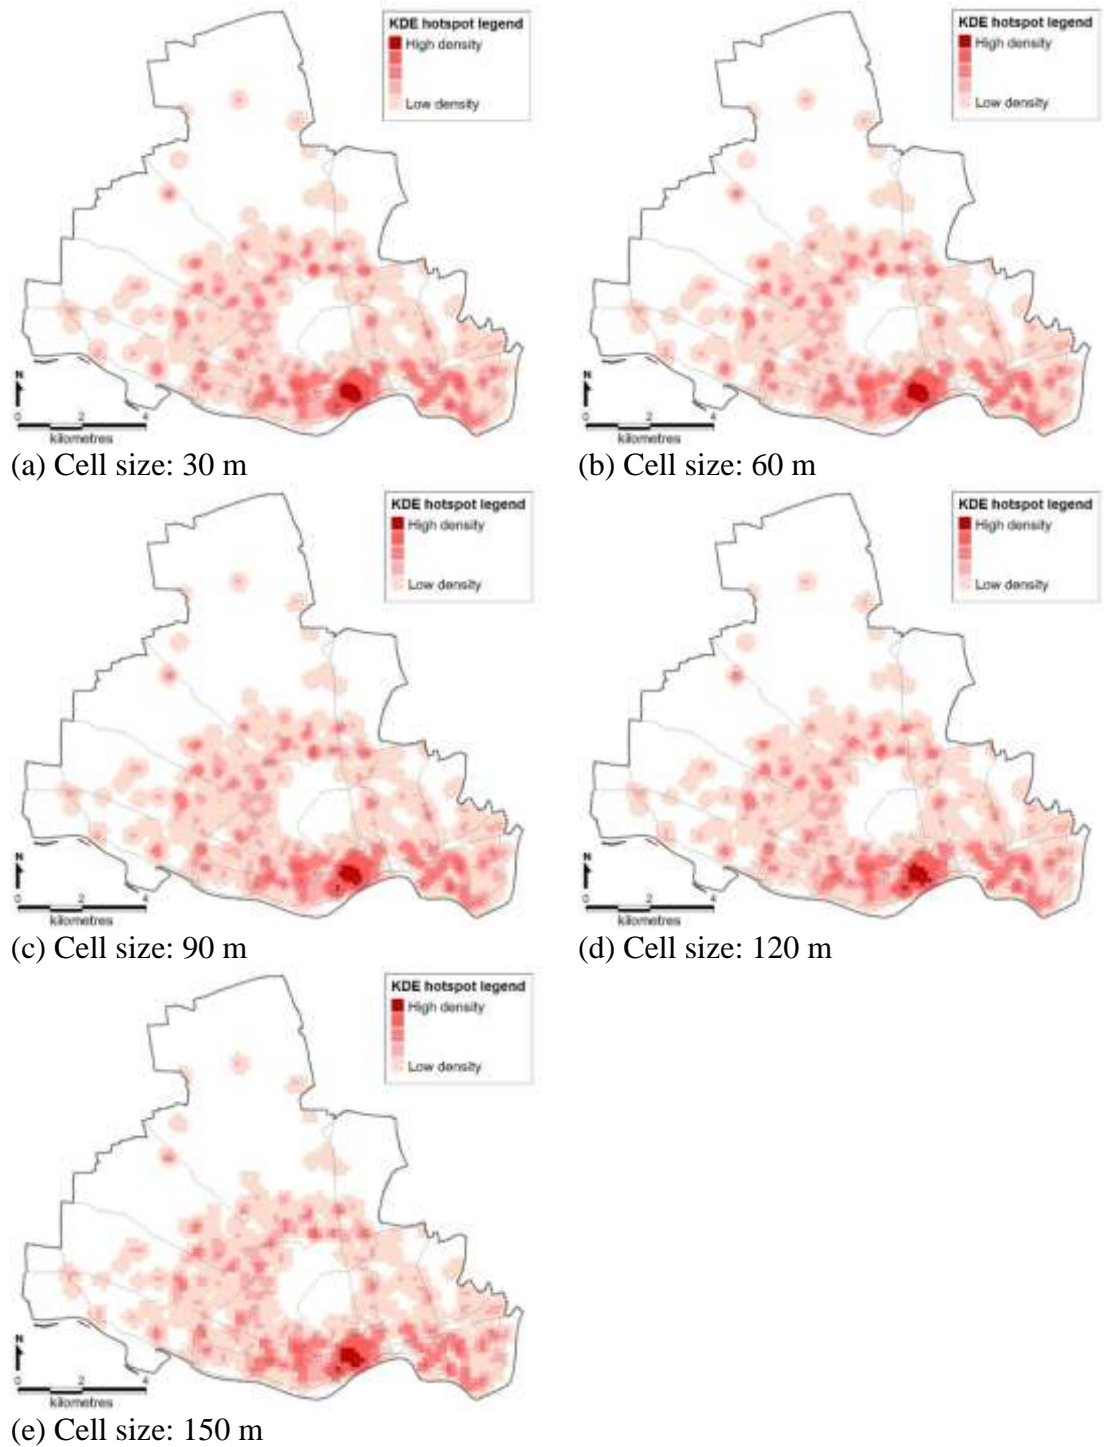 KDE hotspot legend
High density
Low density
N
0 2 4
kilometres
(a) Cell size: 30 m
KDE hotspot legend
High density
Low density
N
0 2 4
kilometres
(b) Cell size: 60 m
KDE hotspot legend
High density
Low density
N
0 2 4
kilometres
(c) Cell size: 90 m
KDE hotspot legend
High density
Low density
N
0 2 4
kilometres
(d) Cell size: 120 m
KDE hotspot legend
High density
Low density
N
0 2 4
kilometres
(e) Cell size: 150 m